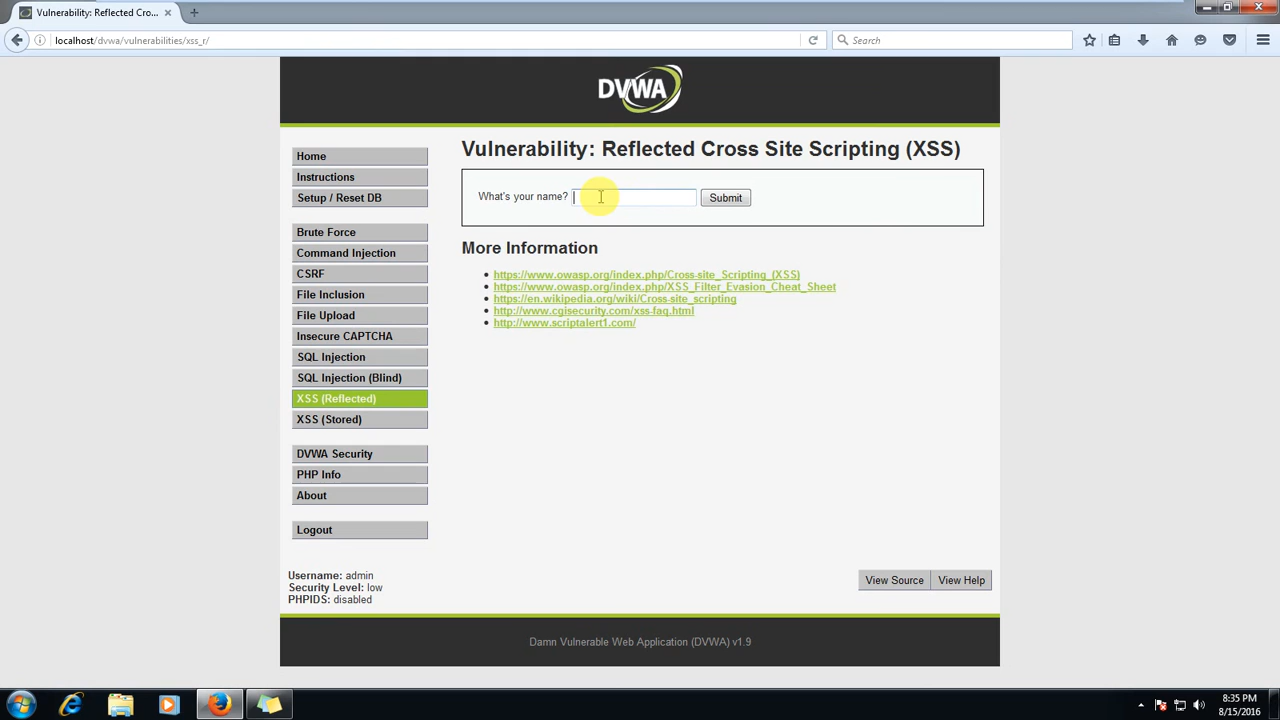 Vulnerability: Reflected Cro... ×
+
localhost/dvwa/vulnerabilities/xss_r/
Search
DVWA
Vulnerability: Reflected Cross Site Scripting (XSS)
Home
Instructions
Setup / Reset DB
Brute Force
Command Injection
CSRF
File Inclusion
File Upload
Insecure CAPTCHA
SQL Injection
SQL Injection (Blind)
XSS (Reflected)
XSS (Stored)
DVWA Security
PHP Info
About
Logout
What's your name?
Submit
More Information
https://www.owasp.org/index.php/Cross-site_Scripting_(XSS)
https://www.owasp.org/index.php/XSS_Filter_Evasion_Cheat_Sheet
https://en.wikipedia.org/wiki/Cross-site_scripting
http://www.cgisecurity.com/xss-faq.html
http://www.scriptalert1.com/
Username: admin
Security Level: low
PHPIDS: disabled
View Source
View Help
Damn Vulnerable Web Application (DVWA) v1.9
8:35 PM
8/15/2016